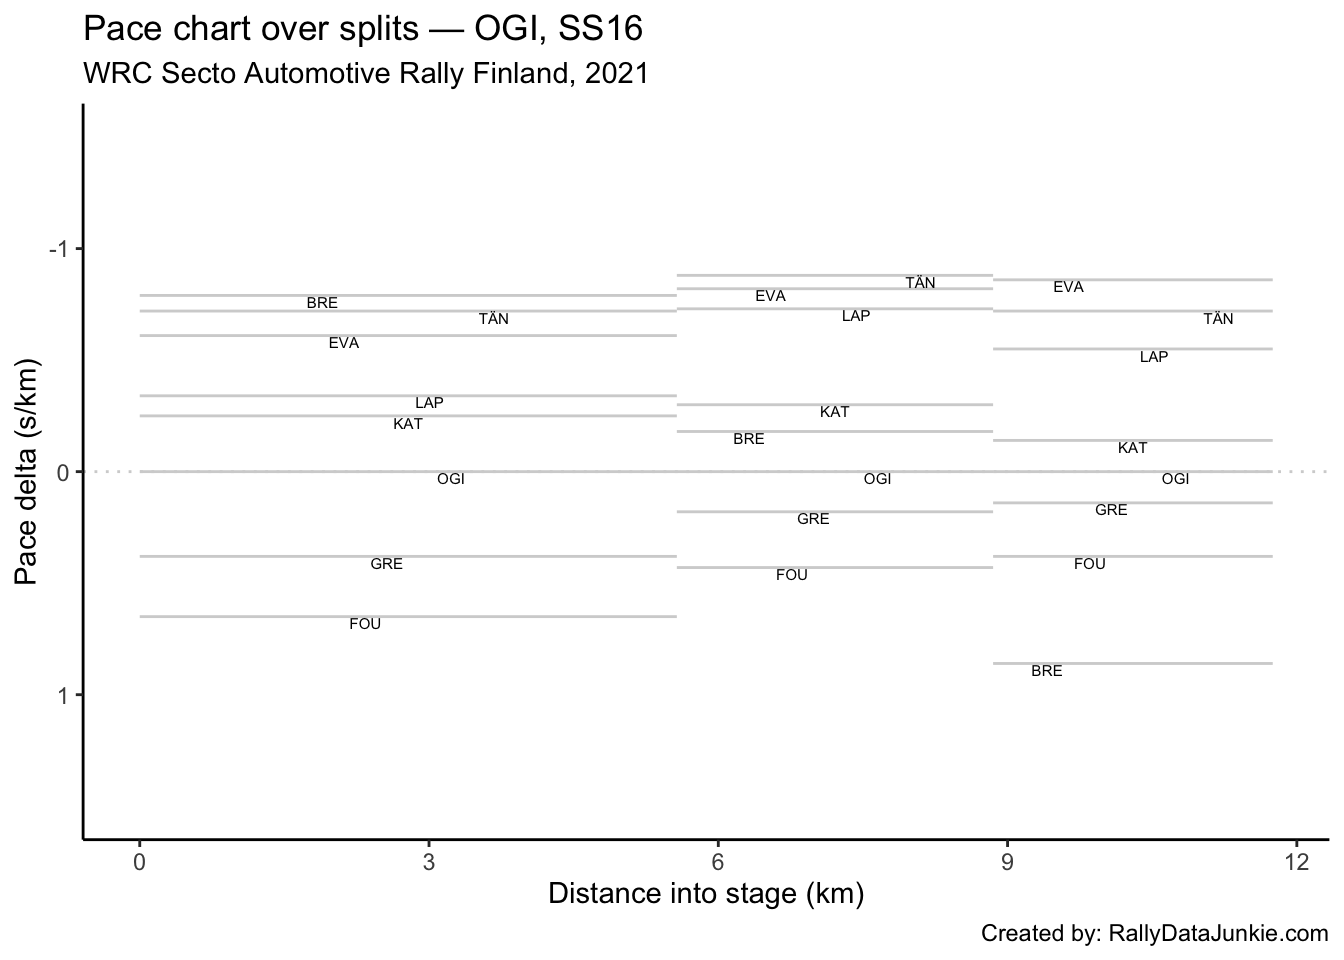 Pace chart over splits — OGI, SS16
WRC Secto Automotive Rally Finland, 2021
-1
TÄN
EVA
EVA
BRE
TÄN
LAP
TÄN
EVA
LAP
LAP
KAT
KAT
BRE
KAT
0
OGI
OGI
OGI
GRE
GRE
GRE
FOU
FOU
FOU
BRE
1
Pace delta (s/km)
0 3 6 9 12
Distance into stage (km)
Created by: RallyDataJunkie.com